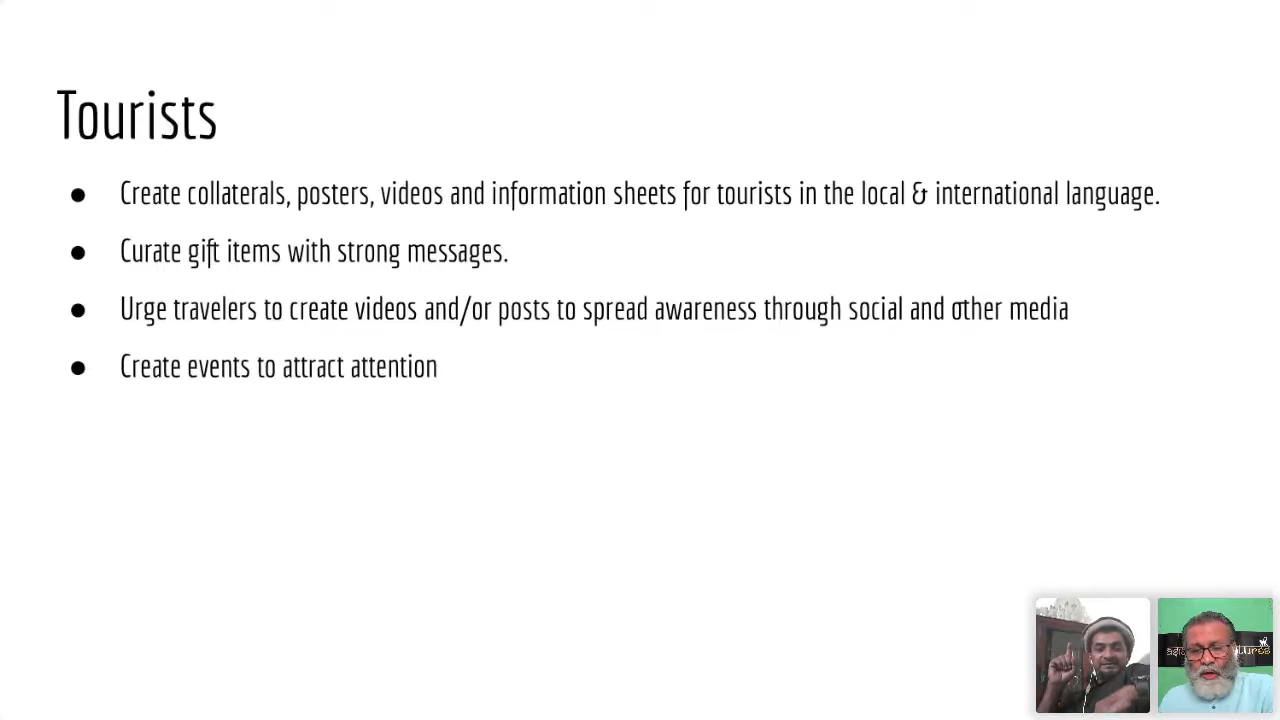 Tourists
Create collaterals, posters, videos and information sheets for tourists in the local & international language.
Curate gift items with strong messages.
Urge travelers to create videos and/or posts to spread awareness through social and other media
Create events to attract attention